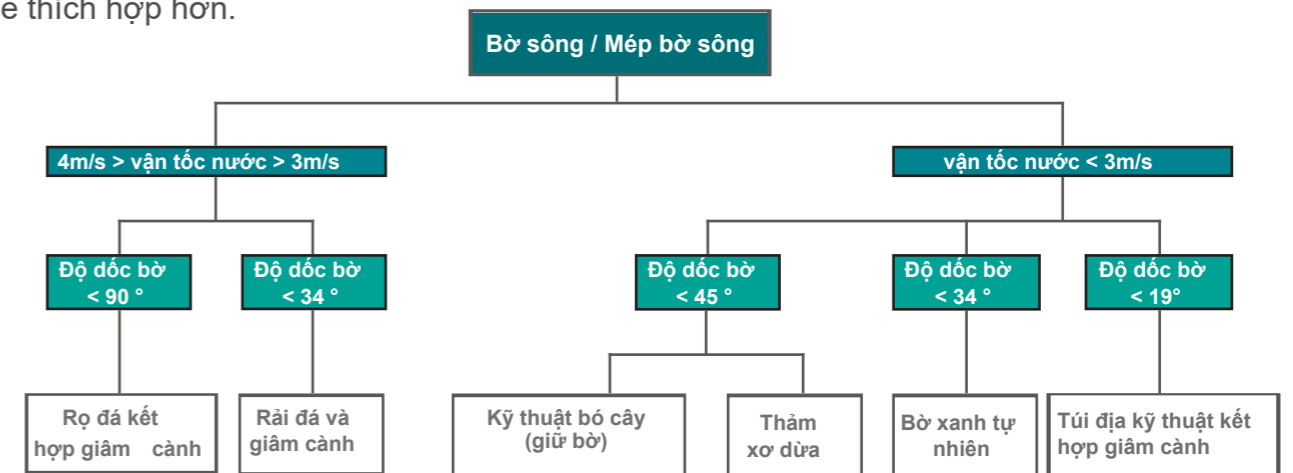 e thích hợp hơn.
Bờ sông / Mép bờ sông
4m/s > vận tốc nước > 3m/s
vận tốc nước < 3m/s
Độ dốc bờ
< 90 °
Độ dốc bờ
< 34 °
Độ dốc bờ
< 45 °
Độ dốc bờ
< 34 °
Độ dốc bờ
< 19°
Rọ đá kết
hợp giâm cành
Rải đá và
giâm cành
Kỹ thuật bó cây
(giữ bờ)
Thảm
xơ dừa
Bờ xanh tự
nhiên
Túi địa kỹ thuật kết
hợp giâm cành